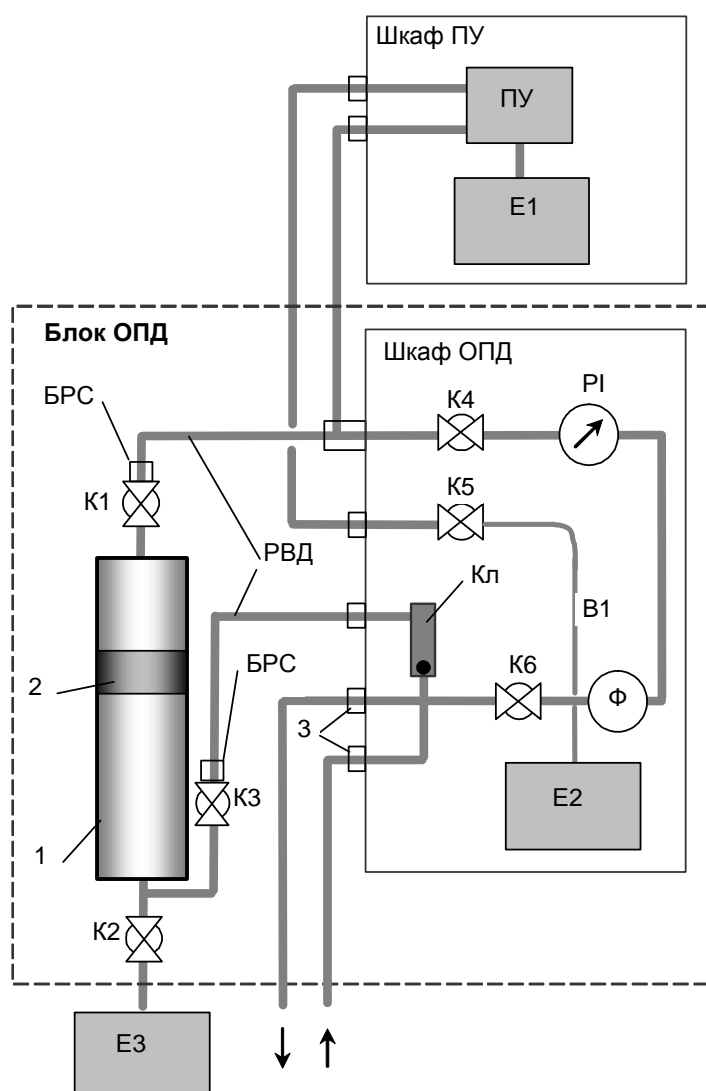 Шкаф ПУ
ПУ
Е1
Блок ОПД
Шкаф ОПД
БРС
К4
PI
К1
К5
РВД
Кл
В1
БРС
К6
2
Ф
3
К3
Е2
1
К2
Е3